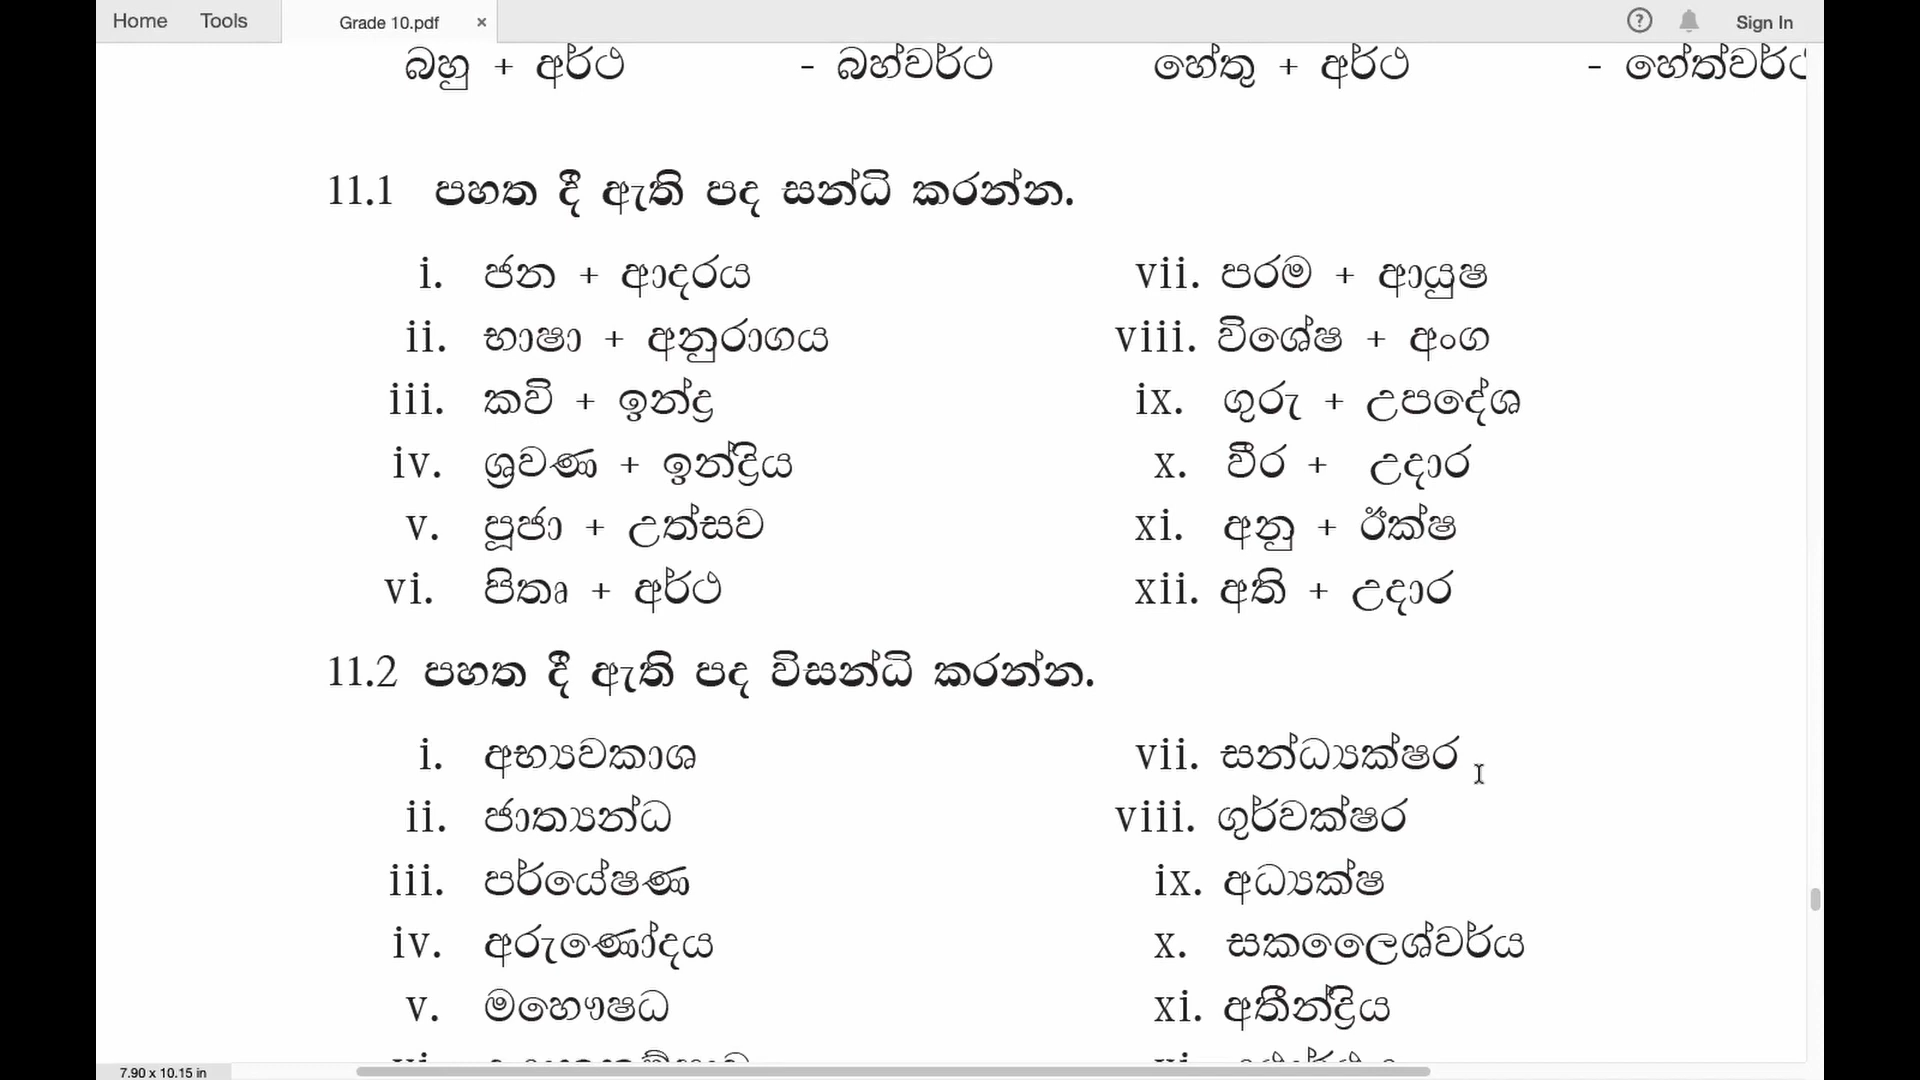 Home Tools Grade 10.pdf × ? Sign In
බහු + අර්ථ - බහ්වර්ථ හේතු + අර්ථ - හේත්වර්ථ
11.1 පහත දී ඇති පද සන්ධි කරන්න.
i. ජන + ආදරය vii. පරම + ආයුෂ
ii. භාෂා + අනුරාගය viii. විශේෂ + අංග
iii. කවි + ඉන්ද්‍ර ix. ගුරු + උපදේශ
iv. ශ්‍රවණ + ඉන්ද්‍රිය x. වීර + උදාර
v. පූජා + උත්සව xi. අනු + ඊක්ෂ
vi. පිතෘ + අර්ථ xii. අති + උදාර
11.2 පහත දී ඇති පද විසන්ධි කරන්න.
i. අභ්‍යවකාශ vii. සන්ධ්‍යක්ෂර
ii. ජාත්‍යන්ධ viii. ගුර්වක්ෂර
iii. පර්යේෂණ ix. අධ්‍යක්ෂ
iv. අරුණෝදය x. සකලෛශ්වර්ය
v. මහෞෂධ xi. අතීන්ද්‍රිය
7.90 x 10.15 in